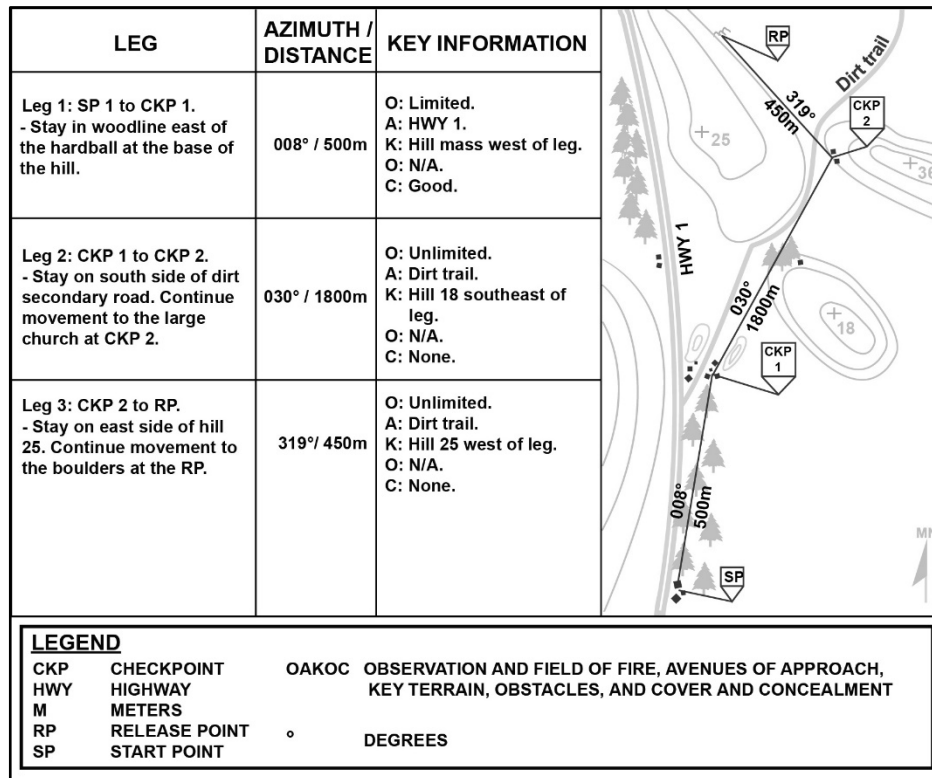 LEG
AZIMUTH /
DISTANCE
KEY INFORMATION
Leg 1: SP 1 to CKP 1.
- Stay in woodline east of
the hardball at the base of
the hill.
008° / 500m
O: Limited.
A: HWY 1.
K: Hill mass west of leg.
O: N/A.
C: Good.
Leg 2: CKP 1 to CKP 2.
- Stay on south side of dirt
secondary road. Continue
movement to the large
church at CKP 2.
030° / 1800m
O: Unlimited.
A: Dirt trail.
K: Hill 18 southeast of
leg.
O: N/A.
C: None.
Leg 3: CKP 2 to RP.
- Stay on east side of hill
25. Continue movement to
the boulders at the RP.
319°/ 450m
O: Unlimited.
A: Dirt trail.
K: Hill 25 west of leg.
O: N/A.
C: None.
RP
Dirt trail
319°
450m
CKP
2
25
36
HWY 1
030°
1800m
18
CKP
1
008°
500m
SP
MN
LEGEND
CKP CHECKPOINT
HWY HIGHWAY
M METERS
RP RELEASE POINT
SP START POINT
OAKOC OBSERVATION AND FIELD OF FIRE, AVENUES OF APPROACH,
KEY TERRAIN, OBSTACLES, AND COVER AND CONCEALMENT
° DEGREES